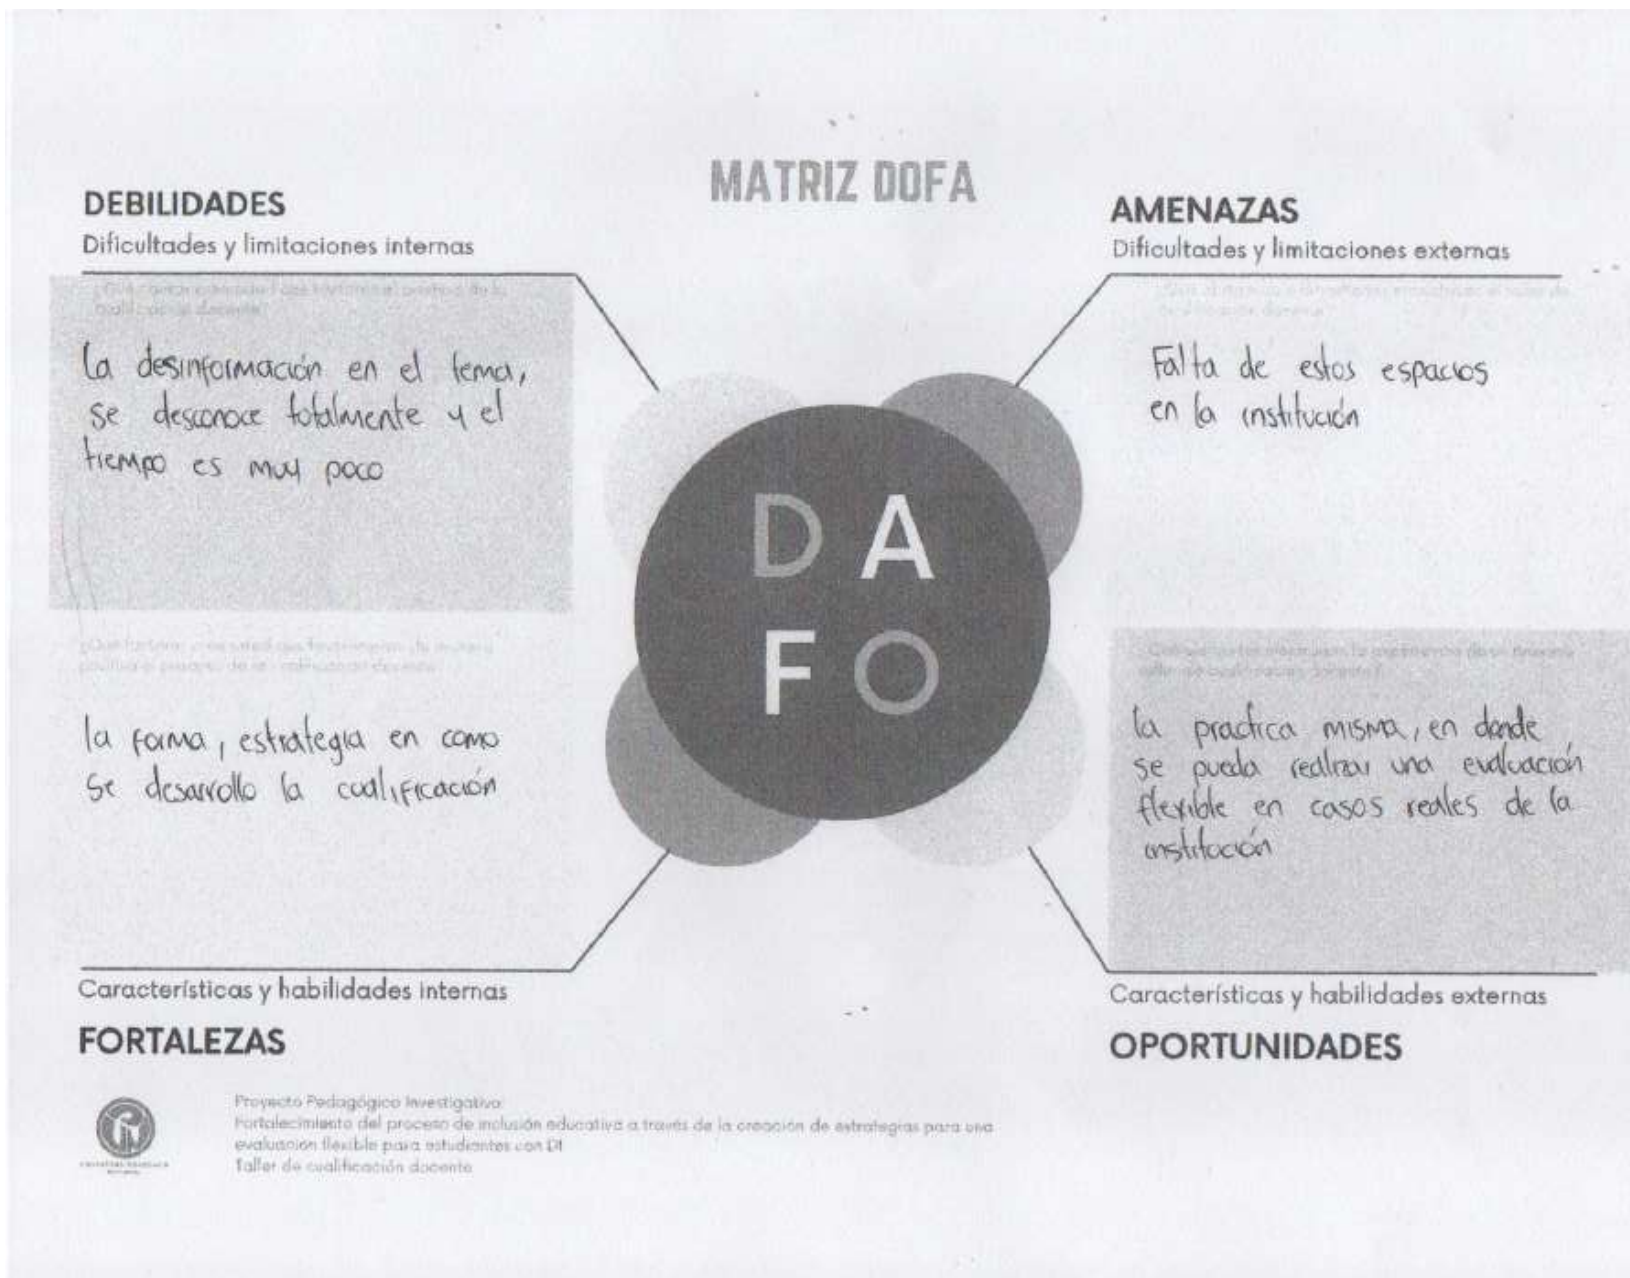 MATRIZ DOFA
DEBILIDADES
Dificultades y limitaciones internas
la desinformación en el tema,
se desconoce totalmente y el
tiempo es muy poco
AMENAZAS
Dificultades y limitaciones externas
Falta de estos espacios
en la institución
D A
F O
la forma, estrategia en como
se desarrollo la cualificación
Características y habilidades internas
FORTALEZAS
la practica misma, en donde
se pueda realizar una evaluación
flexible en casos reales de la
institución
Características y habilidades externas
OPORTUNIDADES
Proyecto Pedagógico Investigativo:
Fortalecimiento del proceso de inclusión educativa a través de la creación de estrategias para una
evaluación flexible para estudiantes con DI
Taller de cualificación docente